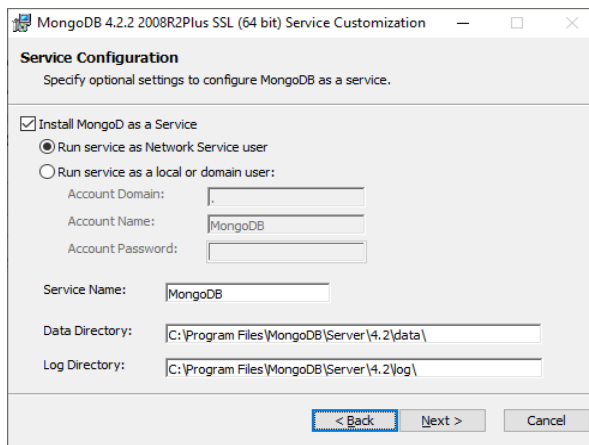 MongoDB 4.2.2 2008R2Plus SSL (64 bit) Service Customization
Service Configuration
Specify optional settings to configure MongoDB as a service.
Install MongoD as a Service
Run service as Network Service user
Run service as a local or domain user:
Account Domain: .
Account Name: MongoDB
Account Password:
Service Name: MongoDB
Data Directory: C:\Program Files\MongoDB\Server\4.2\data\
Log Directory: C:\Program Files\MongoDB\Server\4.2\log\
< Back Next > Cancel